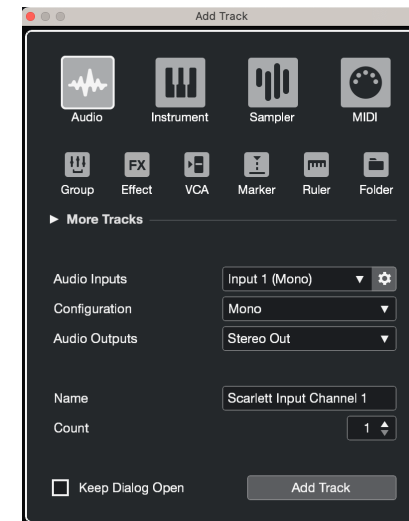 Add Track
Audio Instrument Sampler MIDI
FX
Group Effect VCA Marker Ruler Folder
More Tracks
Audio Inputs Input 1 (Mono)
Configuration Mono
Audio Outputs Stereo Out
Name Scarlett Input Channel 1
Count 1
Keep Dialog Open Add Track